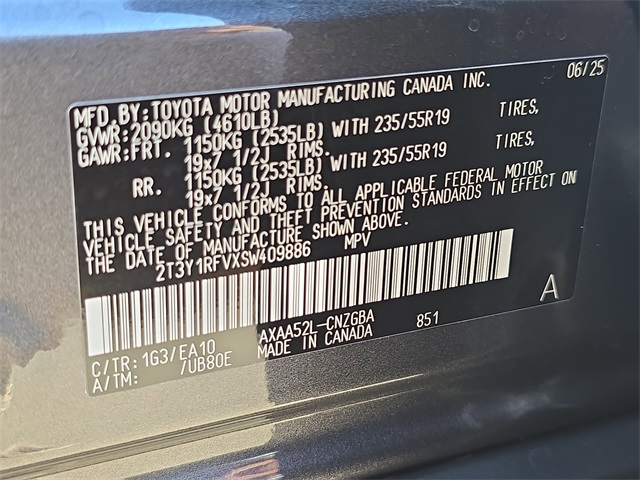 MFD. BY: TOYOTA MOTOR MANUFACTURING CANADA INC. 06/25
GVWR: 2090KG (4610LB)
GAWR: FRT. 1150KG (2535LB) WITH 235/55R19 TIRES,
19x7 1/2J RIMS.
RR. 1150KG (2535LB) WITH 235/55R19 TIRES,
19x7 1/2J RIMS.
THIS VEHICLE CONFORMS TO ALL APPLICABLE FEDERAL MOTOR
VEHICLE SAFETY AND THEFT PREVENTION STANDARDS IN EFFECT ON
THE DATE OF MANUFACTURE SHOWN ABOVE.
2T3Y1RFVXSW409886 MPV
A
C/TR: 1G3/EA10 AXAA52L-CNZGBA 851
A/TM: /UB80E MADE IN CANADA